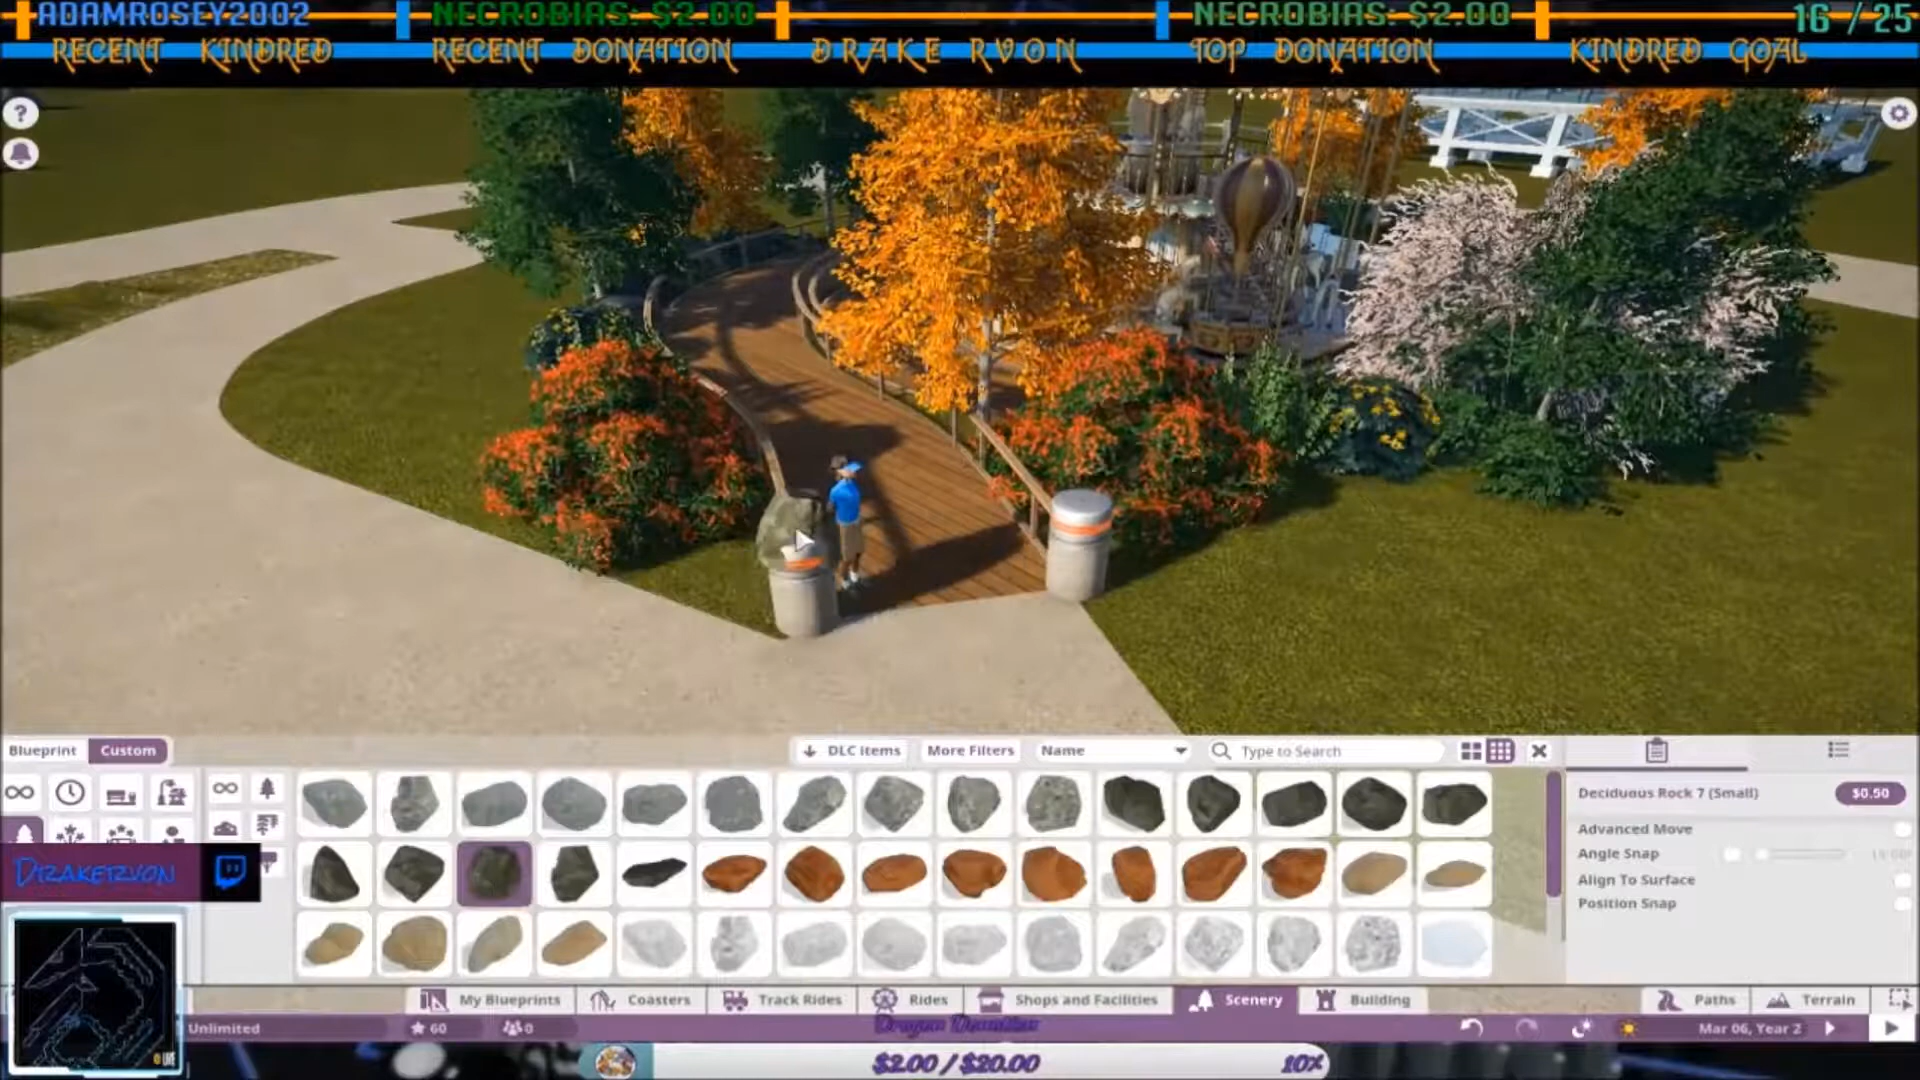 ADAMROSEY2002 NECROBIAS: $2.00 NECROBIAS: $2.00 16 / 25
RECENT KINDRED RECENT DONATION DRAKE RVON TOP DONATION KINDRED GOAL
?
Blueprint Custom DLC Items More Filters Name Type to Search
Deciduous Rock 7 (Small) $0.50
Advanced Move
Angle Snap
Align To Surface
Position Snap
DRAKERVON
My Blueprints Coasters Track Rides Rides Shops and Facilities Scenery Building Paths Terrain
Unlimited 60 0 Dragon Donation Mar 06, Year 2
$2.00 / $20.00 10%